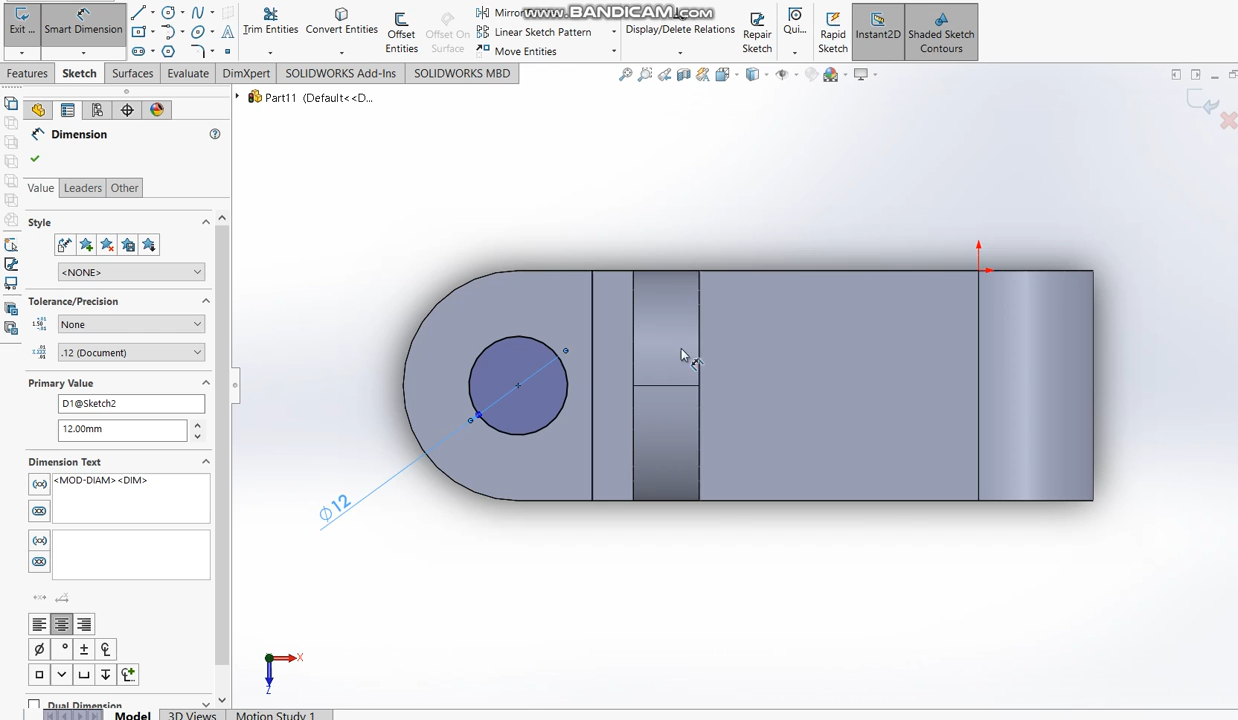 www.BANDICAM.com
Exit ...
Smart Dimension
Trim Entities
Convert Entities
Offset Entities
Offset On Surface
Mirror
Linear Sketch Pattern
Move Entities
Display/Delete Relations
Repair Sketch
Qui...
Rapid Sketch
Instant2D
Shaded Sketch Contours
Features
Sketch
Surfaces
Evaluate
DimXpert
SOLIDWORKS Add-Ins
SOLIDWORKS MBD
Part11 (Default<<D...
Dimension
Value
Leaders
Other
Style
<NONE>
Tolerance/Precision
None
.12 (Document)
Primary Value
D1@Sketch2
12.00mm
Dimension Text
<MOD-DIAM><DIM>
Dual Dimension
∅12
X
Z
Model
3D Views
Motion Study 1